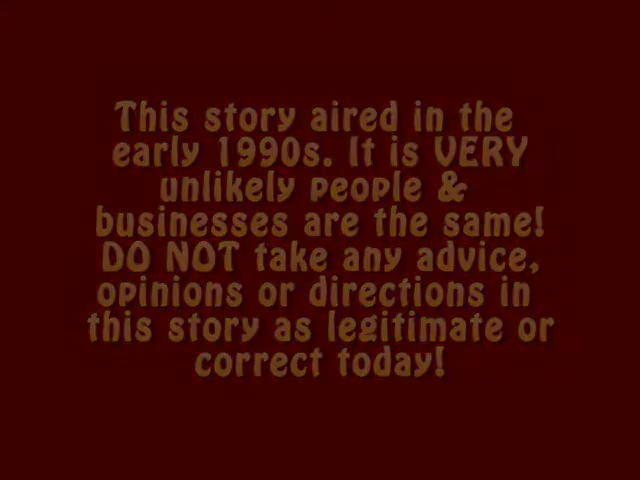 This story aired in the
early 1990s. It is VERY
unlikely people &
businesses are the same!
DO NOT take any advice,
opinions or directions in
this story as legitimate or
correct today!